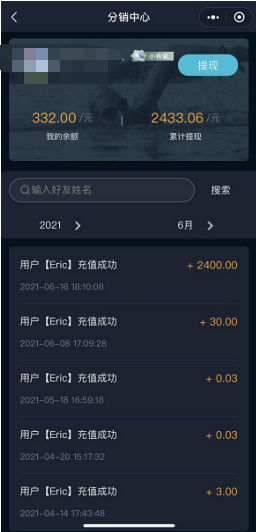 分销中心
提现
332.00 /元
2433.06 /元
我的余额
累计提现
输入好友姓名
搜索
2021
6月
用户【Eric】充值成功
+ 2400.00
2021-06-16 18:10:08
用户【Eric】充值成功
+ 30.00
2021-06-08 17:09:28
用户【Eric】充值成功
+ 0.03
2021-05-18 16:59:18
用户【Eric】充值成功
+ 0.03
2021-04-20 15:17:32
用户【Eric】充值成功
+ 3.00
2021-04-14 17:43:48